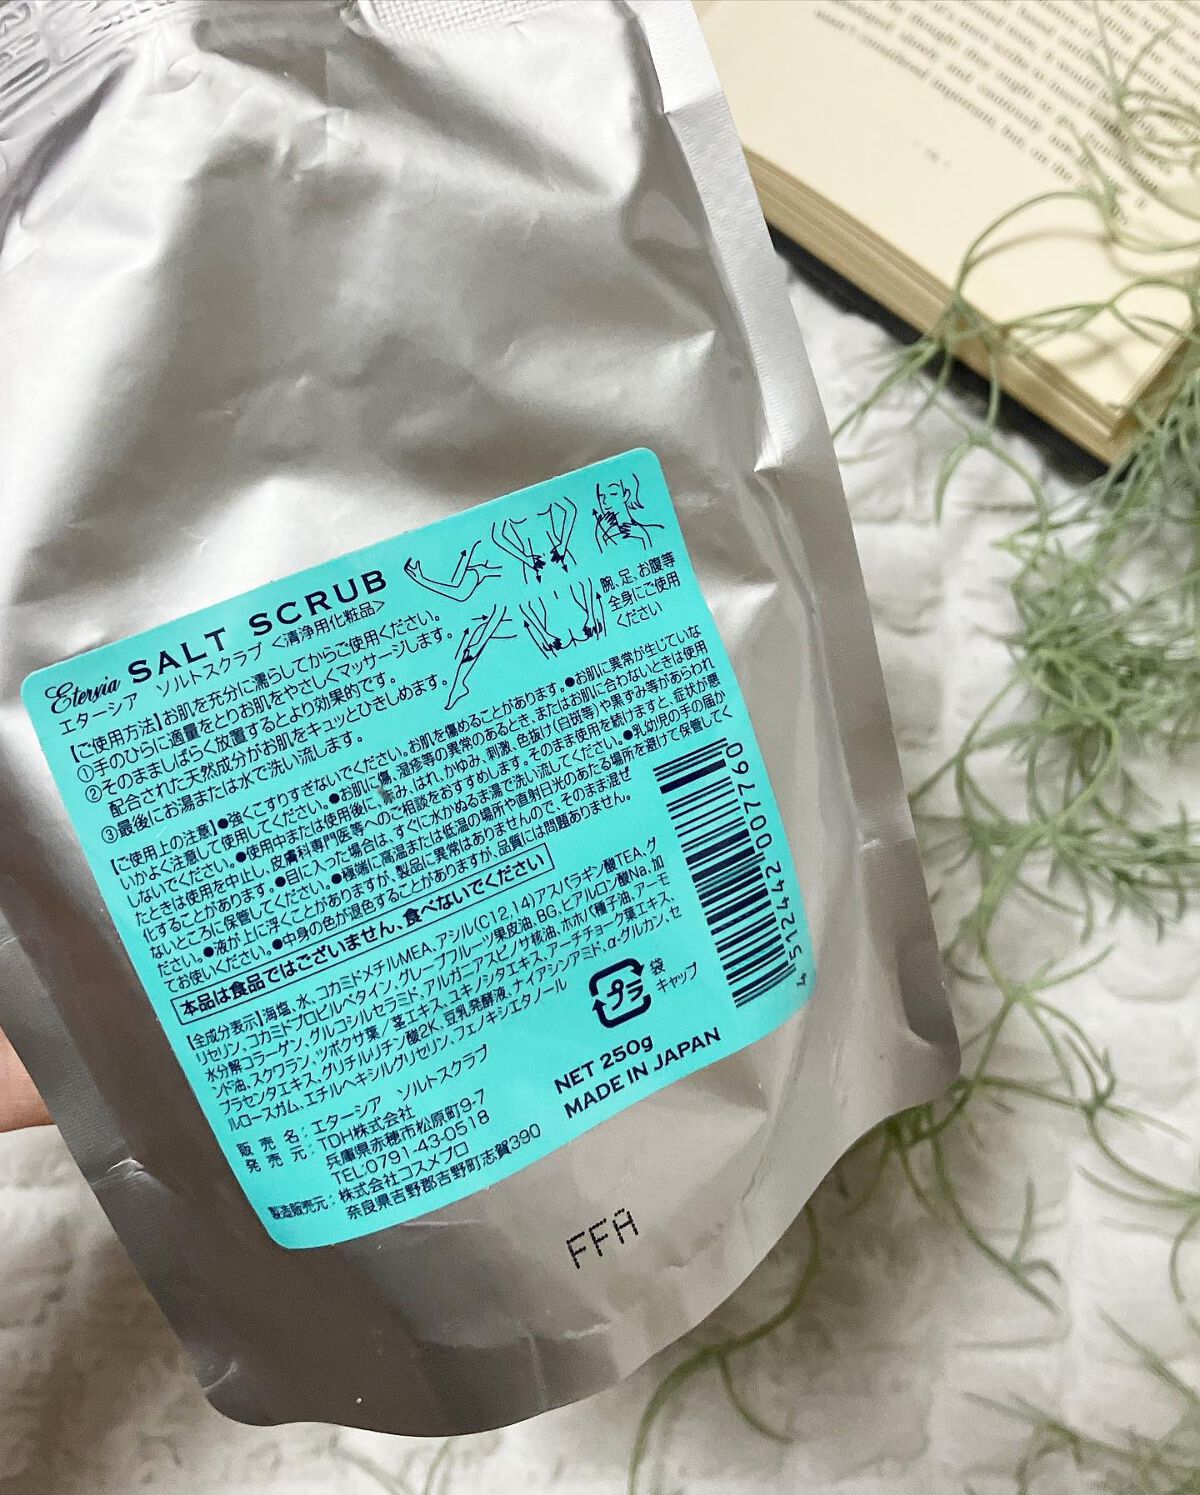 Etersia SALT SCRUB
エターシア ソルトスクラブ <清浄用化粧品>
【ご使用方法】お肌を充分に濡らしてからご使用ください。
①手のひらに適量をとりお肌をやさしくマッサージします。
②そのまましばらく放置するとより効果的です。
配合された天然成分がお肌をキュッとひきしめます。
③最後にお湯または水で洗い流します。
腕、足、お腹等
全身にご使用
ください
【ご使用上の注意】●強くこすりすぎないでください。お肌を傷めることがあります。●お肌に異常が生じていな
いかよく注意して使用してください。●お肌に傷、湿疹等の異常のあるとき、またはお肌に合わないときは使用
しないでください。●使用中または使用後に、赤み、はれ、かゆみ、刺激、色抜け(白斑等)や黒ずみ等があらわれ
たときは使用を中止し、皮膚科専門医等へのご相談をおすすめします。そのまま使用を続けますと、症状が悪
化することがあります。●目に入った場合は、すぐに水かぬるま湯で洗い流してください。●乳幼児の手の届か
ないところに保管してください。●極端に高温または低温の場所や直射日光のあたる場所を避けて保管してく
ださい。●液が上に浮くことがありますが、製品に異常はありませんので、そのまま混ぜ
てお使いください。●中身の色が退色することがありますが、品質には問題ありません。
本品は食品ではございません、食べないでください
【全成分表示】海塩、水、コカミドメチルMEA、アシル(C12,14)アスパラギン酸TEA、グ
リセリン、コカミドプロピルベタイン、グレープフルーツ果皮油、BG、ヒアルロン酸Na、加
水分解コラーゲン、グルコシルセラミド、アルガニアスピノサ核油、ホホバ種子油、アーモ
ンド油、スクワラン、ツボクサ葉/茎エキス、ユキノシタエキス、アーチチョーク葉エキス、
プラセンタエキス、グリチルリチン酸2K、豆乳発酵液、ナイアシンアミド、α-グルカン、セ
ルロースガム、エチルヘキシルグリセリン、フェノキシエタノール
販売名:エターシア ソルトスクラブ
発売元:TDH株式会社
兵庫県赤穂市松原町9-7
TEL:0791-43-0518
製造販売元:株式会社コスメプロ
奈良県吉野郡吉野町志賀390
プラ
袋
キャップ
NET 250g
MADE IN JAPAN
4 512442 007760
FFA